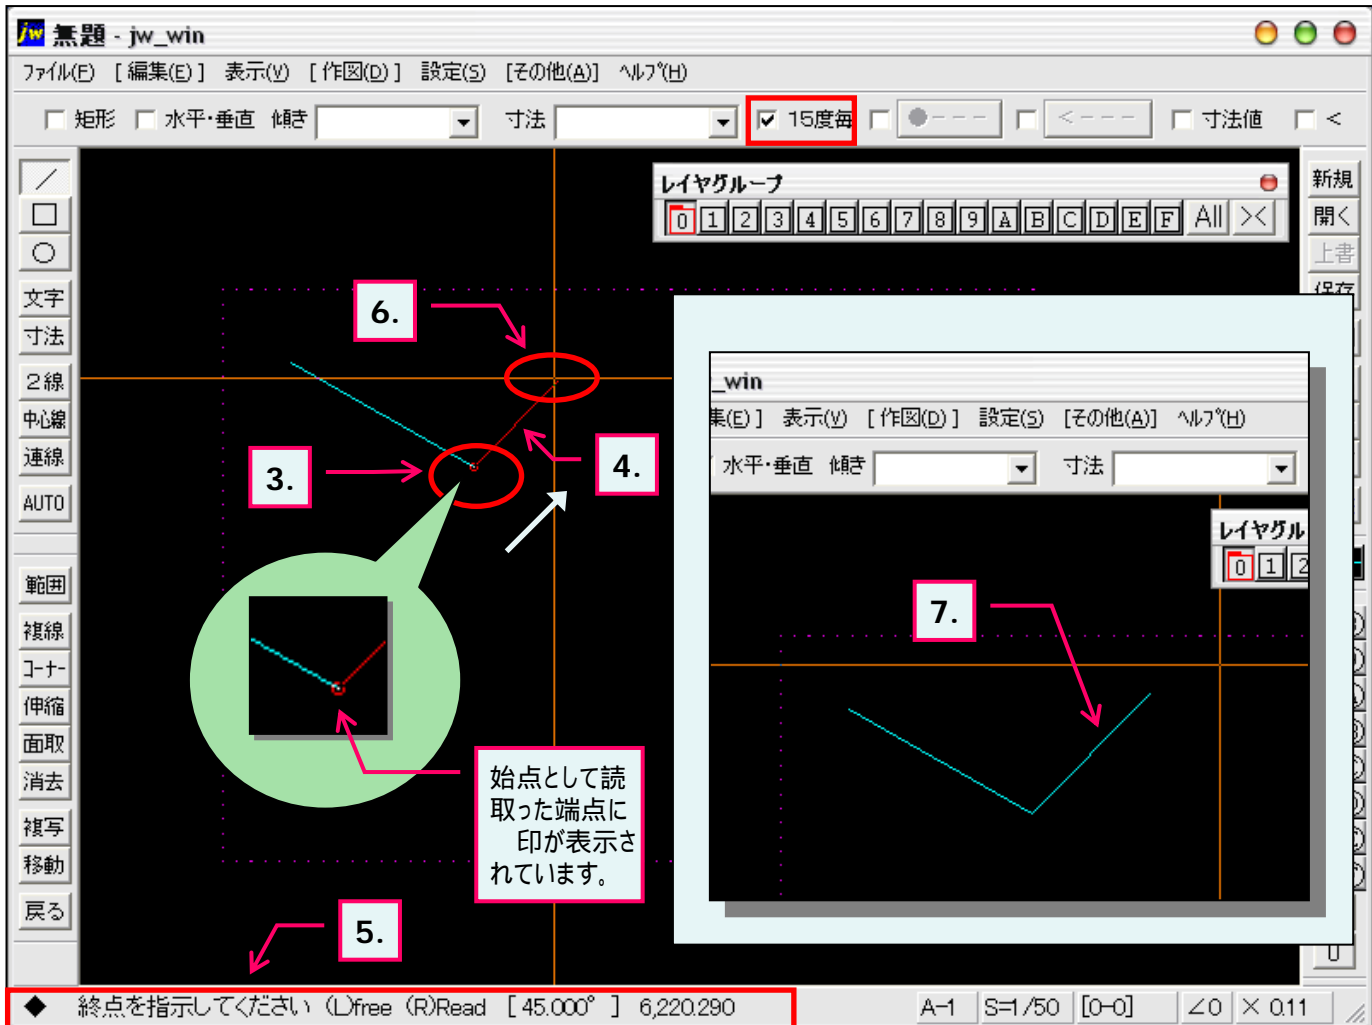 無題 - jw_win
ﾌｧｲﾙ(F) [編集(E)] 表示(V) [作図(D)] 設定(S) [その他(A)] ﾍﾙﾌﾟ(H)
矩形 水平・垂直 傾き 寸法 15度毎 ●--- <--- 寸法値 <
レイヤグループ
0 1 2 3 4 5 6 7 8 9 A B C D E F All ><
／
□
○
文字
寸法
２線
中心線
連線
AUTO
範囲
複線
ｺｰﾅｰ
伸縮
面取
消去
複写
移動
戻る
新規
開く
上書
保存
6.
3.
4.
始点として読
取った端点に
印が表示さ
れています。
5.
_win
集(E)] 表示(V) [作図(D)] 設定(S) [その他(A)] ﾍﾙﾌﾟ(H)
水平・垂直 傾き 寸法
レイヤグル
0 1 2
7.
◆ 終点を指示してください (L)free (R)Read [ 45.000° ] 6,220.290
A-1 S=1/50 [0-0] ∠0 × 0.11